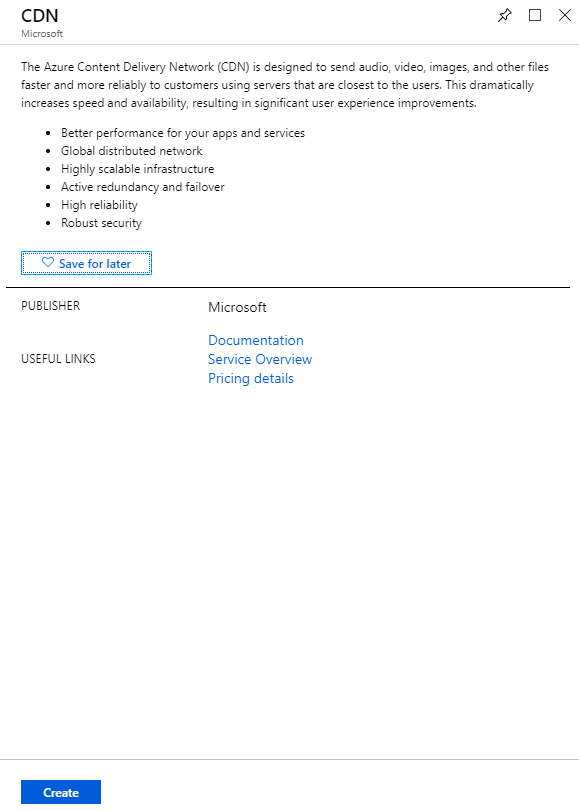 CDN
Microsoft
The Azure Content Delivery Network (CDN) is designed to send audio, video, images, and other files
faster and more reliably to customers using servers that are closest to the users. This dramatically
increases speed and availability, resulting in significant user experience improvements.
• Better performance for your apps and services
• Global distributed network
• Highly scalable infrastructure
• Active redundancy and failover
• High reliability
• Robust security
Save for later
PUBLISHER Microsoft
USEFUL LINKS
Documentation
Service Overview
Pricing details
Create